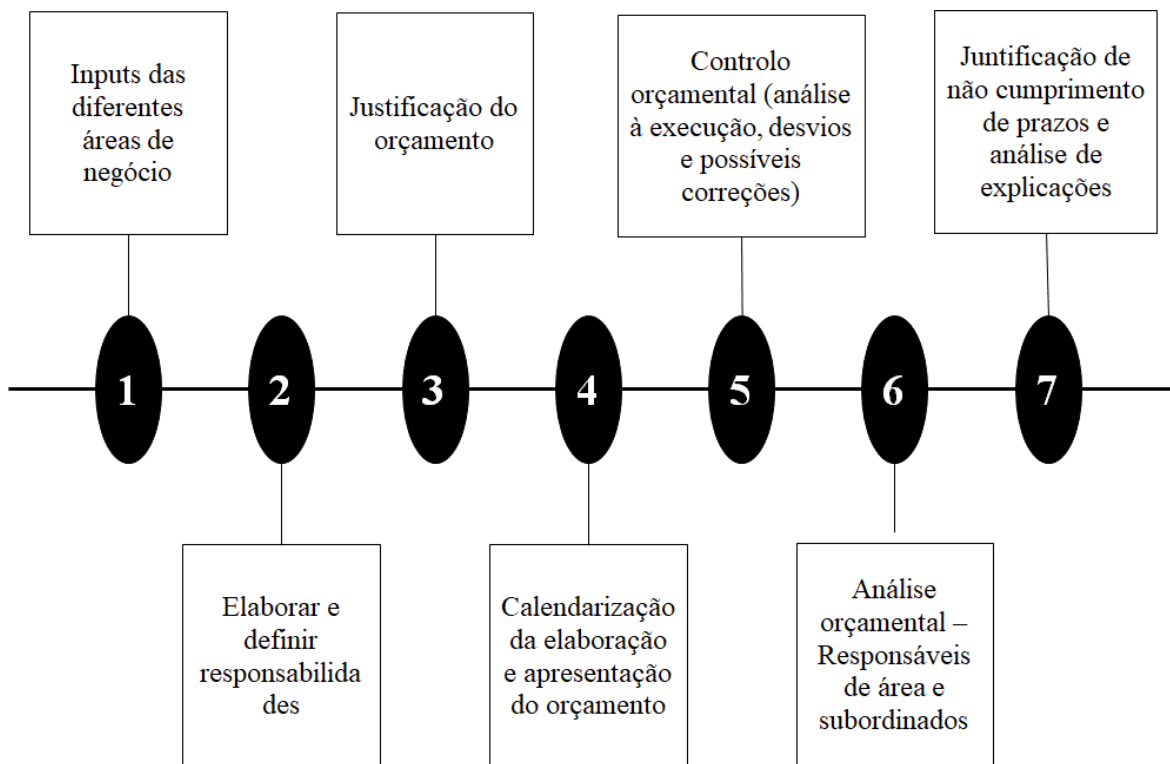 Inputs das
diferentes
áreas de
negócio
Justificação do
orçamento
Controlo
orçamental (análise
à execução, desvios
e possíveis
correções)
Juntificação de
não cumprimento
de prazos e
análise de
explicações
1
2
3
4
5
6
7
Elaborar e
definir
responsabilida
des
Calendarização
da elaboração
e apresentação
do orçamento
Análise
orçamental –
Responsáveis
de área e
subordinados